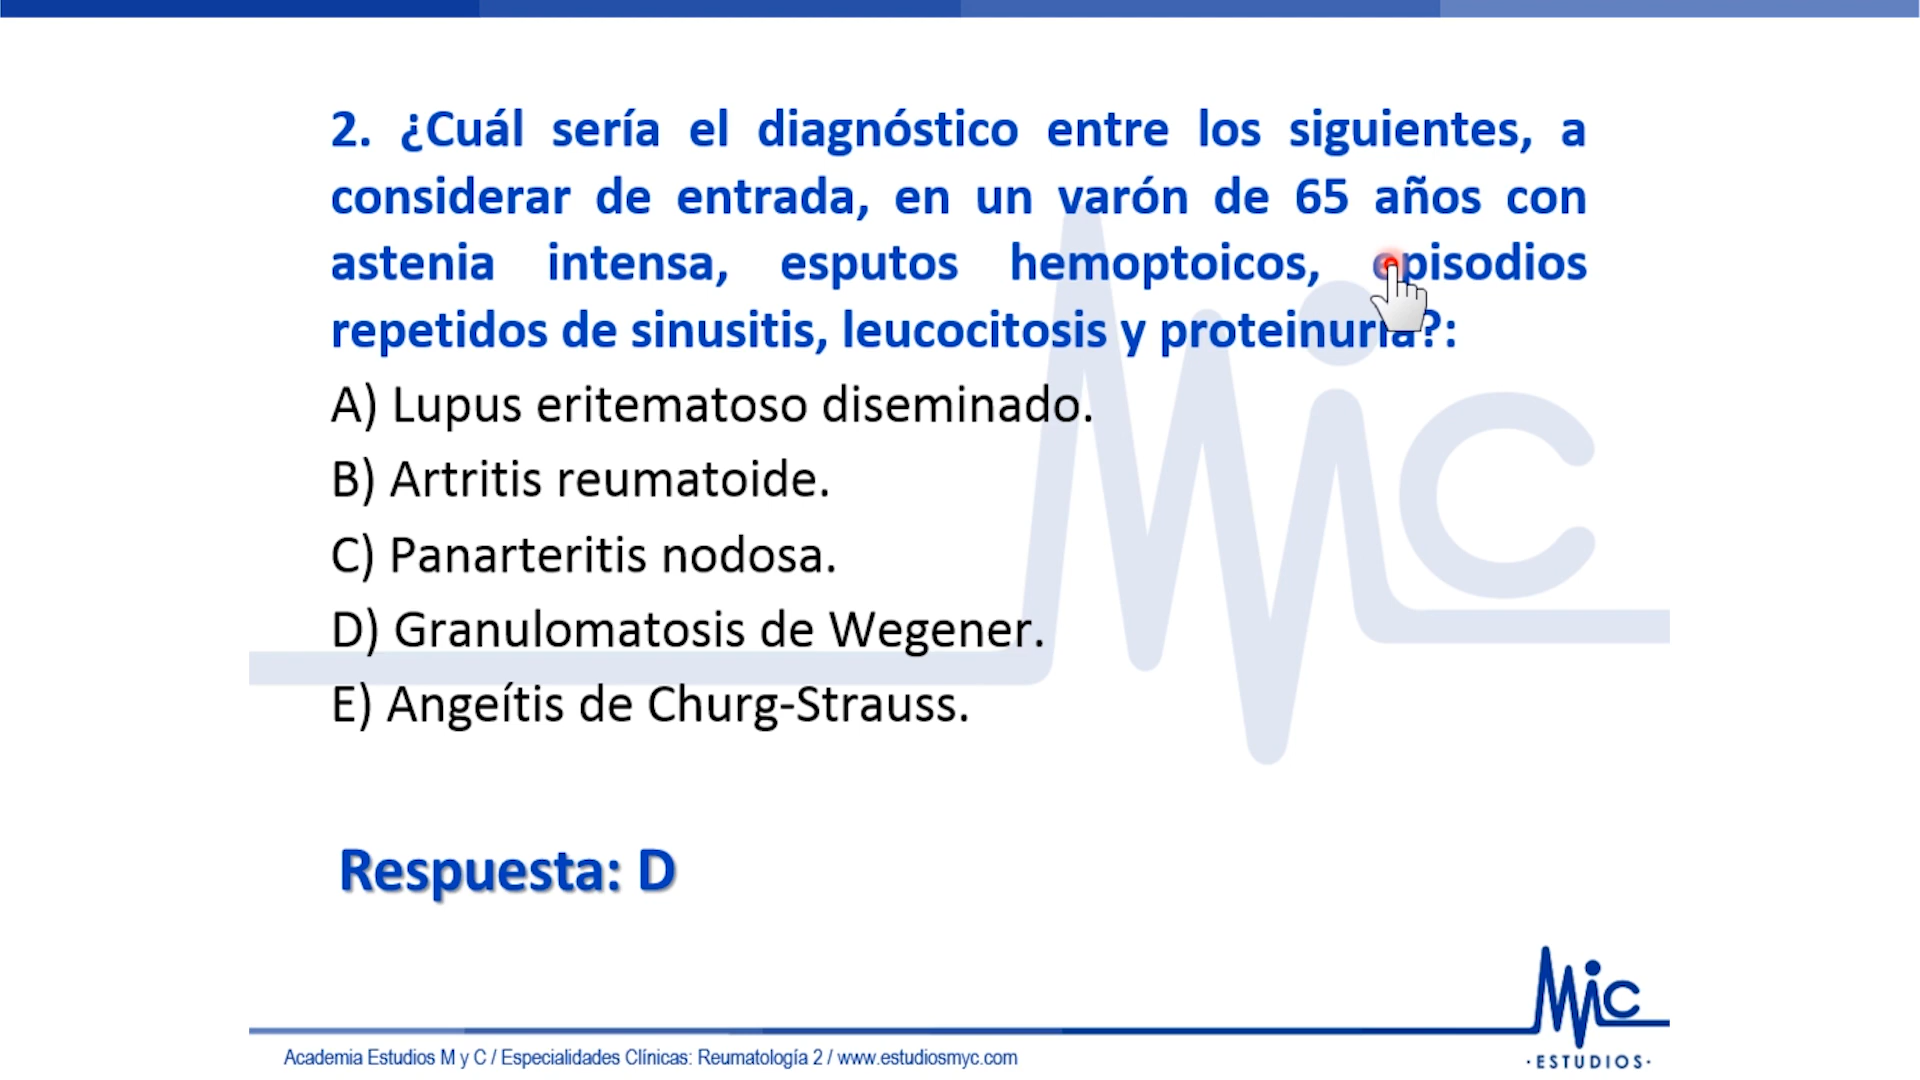 2. ¿Cuál sería el diagnóstico entre los siguientes, a
considerar de entrada, en un varón de 65 años con
astenia intensa, esputos hemoptoicos, episodios
repetidos de sinusitis, leucocitosis y proteinuria?:
A) Lupus eritematoso diseminado.
B) Artritis reumatoide.
C) Panarteritis nodosa.
D) Granulomatosis de Wegener.
E) Angeítis de Churg-Strauss.
Respuesta: D
Mic
Mic
·ESTUDIOS·
Academia Estudios M y C / Especialidades Clínicas: Reumatología 2 / www.estudiosmyc.com